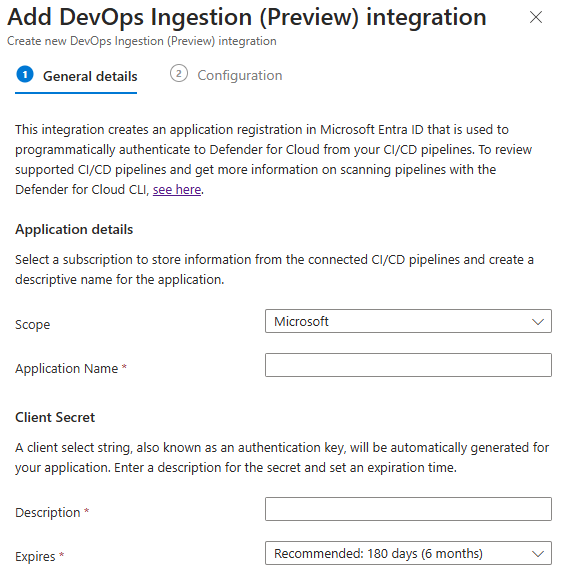 Add DevOps Ingestion (Preview) integration
Create new DevOps Ingestion (Preview) integration
1 General details
2 Configuration
This integration creates an application registration in Microsoft Entra ID that is used to
programmatically authenticate to Defender for Cloud from your CI/CD pipelines. To review
supported CI/CD pipelines and get more information on scanning pipelines with the
Defender for Cloud CLI, see here.
Application details
Select a subscription to store information from the connected CI/CD pipelines and create a
descriptive name for the application.
Scope
Microsoft
Application Name *
Client Secret
A client select string, also known as an authentication key, will be automatically generated for
your application. Enter a description for the secret and set an expiration time.
Description *
Expires *
Recommended: 180 days (6 months)